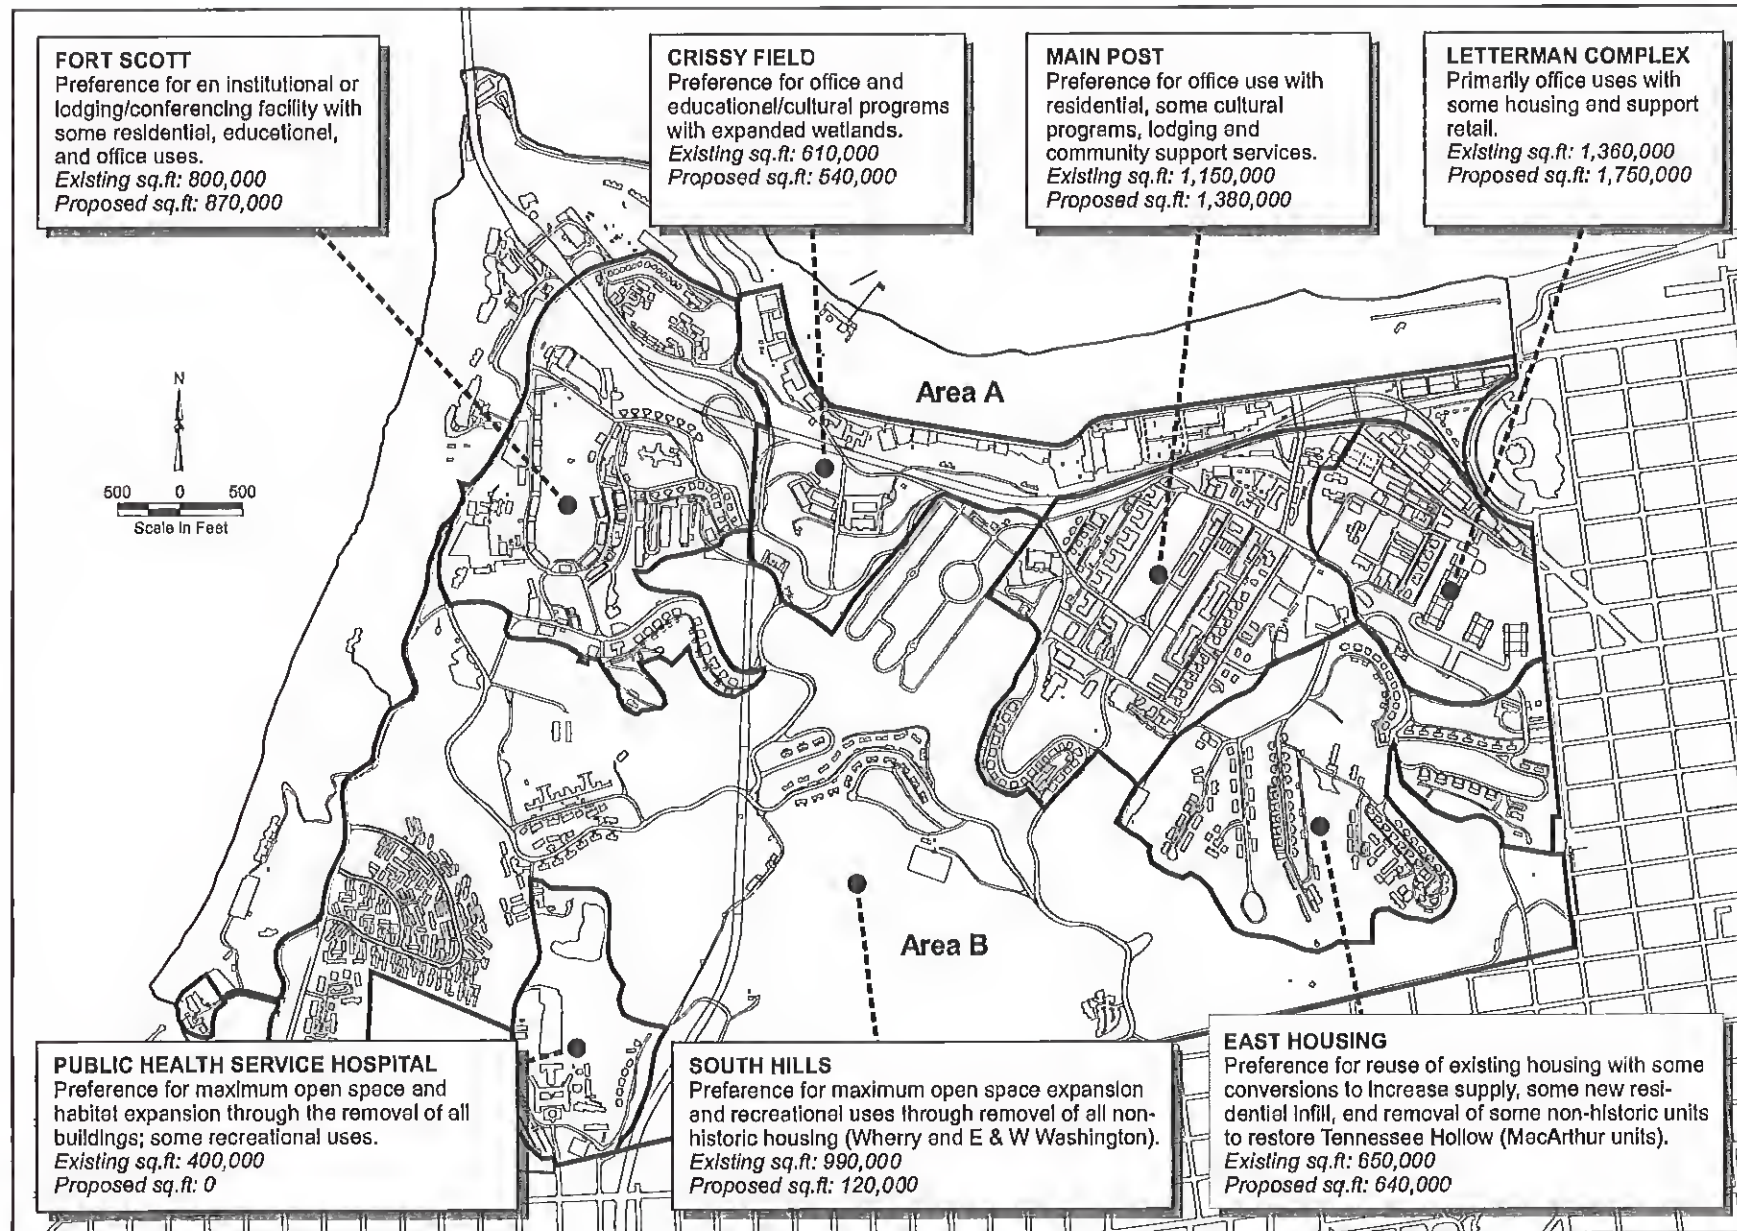 FORT SCOTT
Preference for en institutional or
lodging/conferencing facility with
some residential, educetionel,
and office uses.
Existing sq.ft: 800,000
Proposed sq.ft: 870,000
CRISSY FIELD
Preference for office and
educetionel/cultural programs
with expanded wetlands.
Existing sq.ft: 610,000
Proposed sq.ft: 540,000
MAIN POST
Preference for office use with
residential, some cultural
programs, lodging and
community support services.
Existing sq.ft: 1,150,000
Proposed sq.ft: 1,380,000
LETTERMAN COMPLEX
Primarily office uses with
some housing end support
retail.
Existing sq.ft: 1,360,000
Proposed sq.ft: 1,750,000
Area A
N
500 0 500
Scale In Feet
Area B
PUBLIC HEALTH SERVICE HOSPITAL
Preference for maximum open space and
habitat expansion through the removal of all
buildings; some recreational uses.
Existing sq.ft: 400,000
Proposed sq.ft: 0
SOUTH HILLS
Preference for maximum open space expansion
and recreational uses through removal of all non-
historic housing (Wherry end E & W Washington).
Existing sq.ft: 990,000
Proposed sq.ft: 120,000
EAST HOUSING
Preference for reuse of existing housing with some
conversions to increase supply, some new resi-
dential infill, end removal of some non-historic units
to restore Tennessee Hollow (MacArthur units).
Existing sq.ft: 650,000
Proposed sq.ft: 640,000